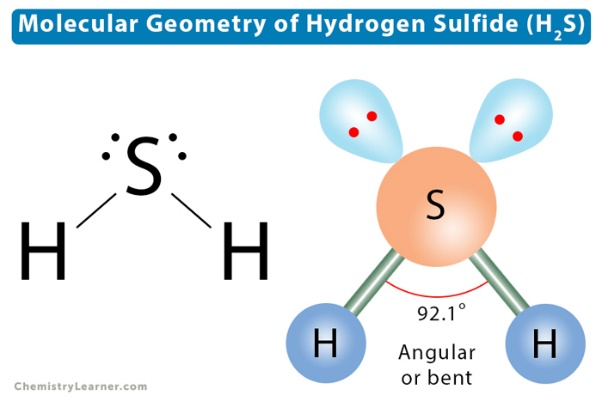 Molecular Geometry of Hydrogen Sulfide (H₂S)
S
H H
S
92.1°
H H
Angular
or bent
ChemistryLearner.com